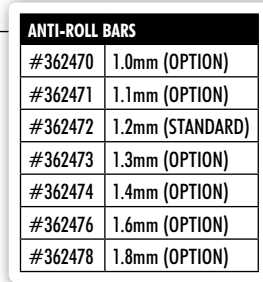 ANTI-ROLL BARS
#362470 1.0mm (OPTION)
#362471 1.1mm (OPTION)
#362472 1.2mm (STANDARD)
#362473 1.3mm (OPTION)
#362474 1.4mm (OPTION)
#362476 1.6mm (OPTION)
#362478 1.8mm (OPTION)